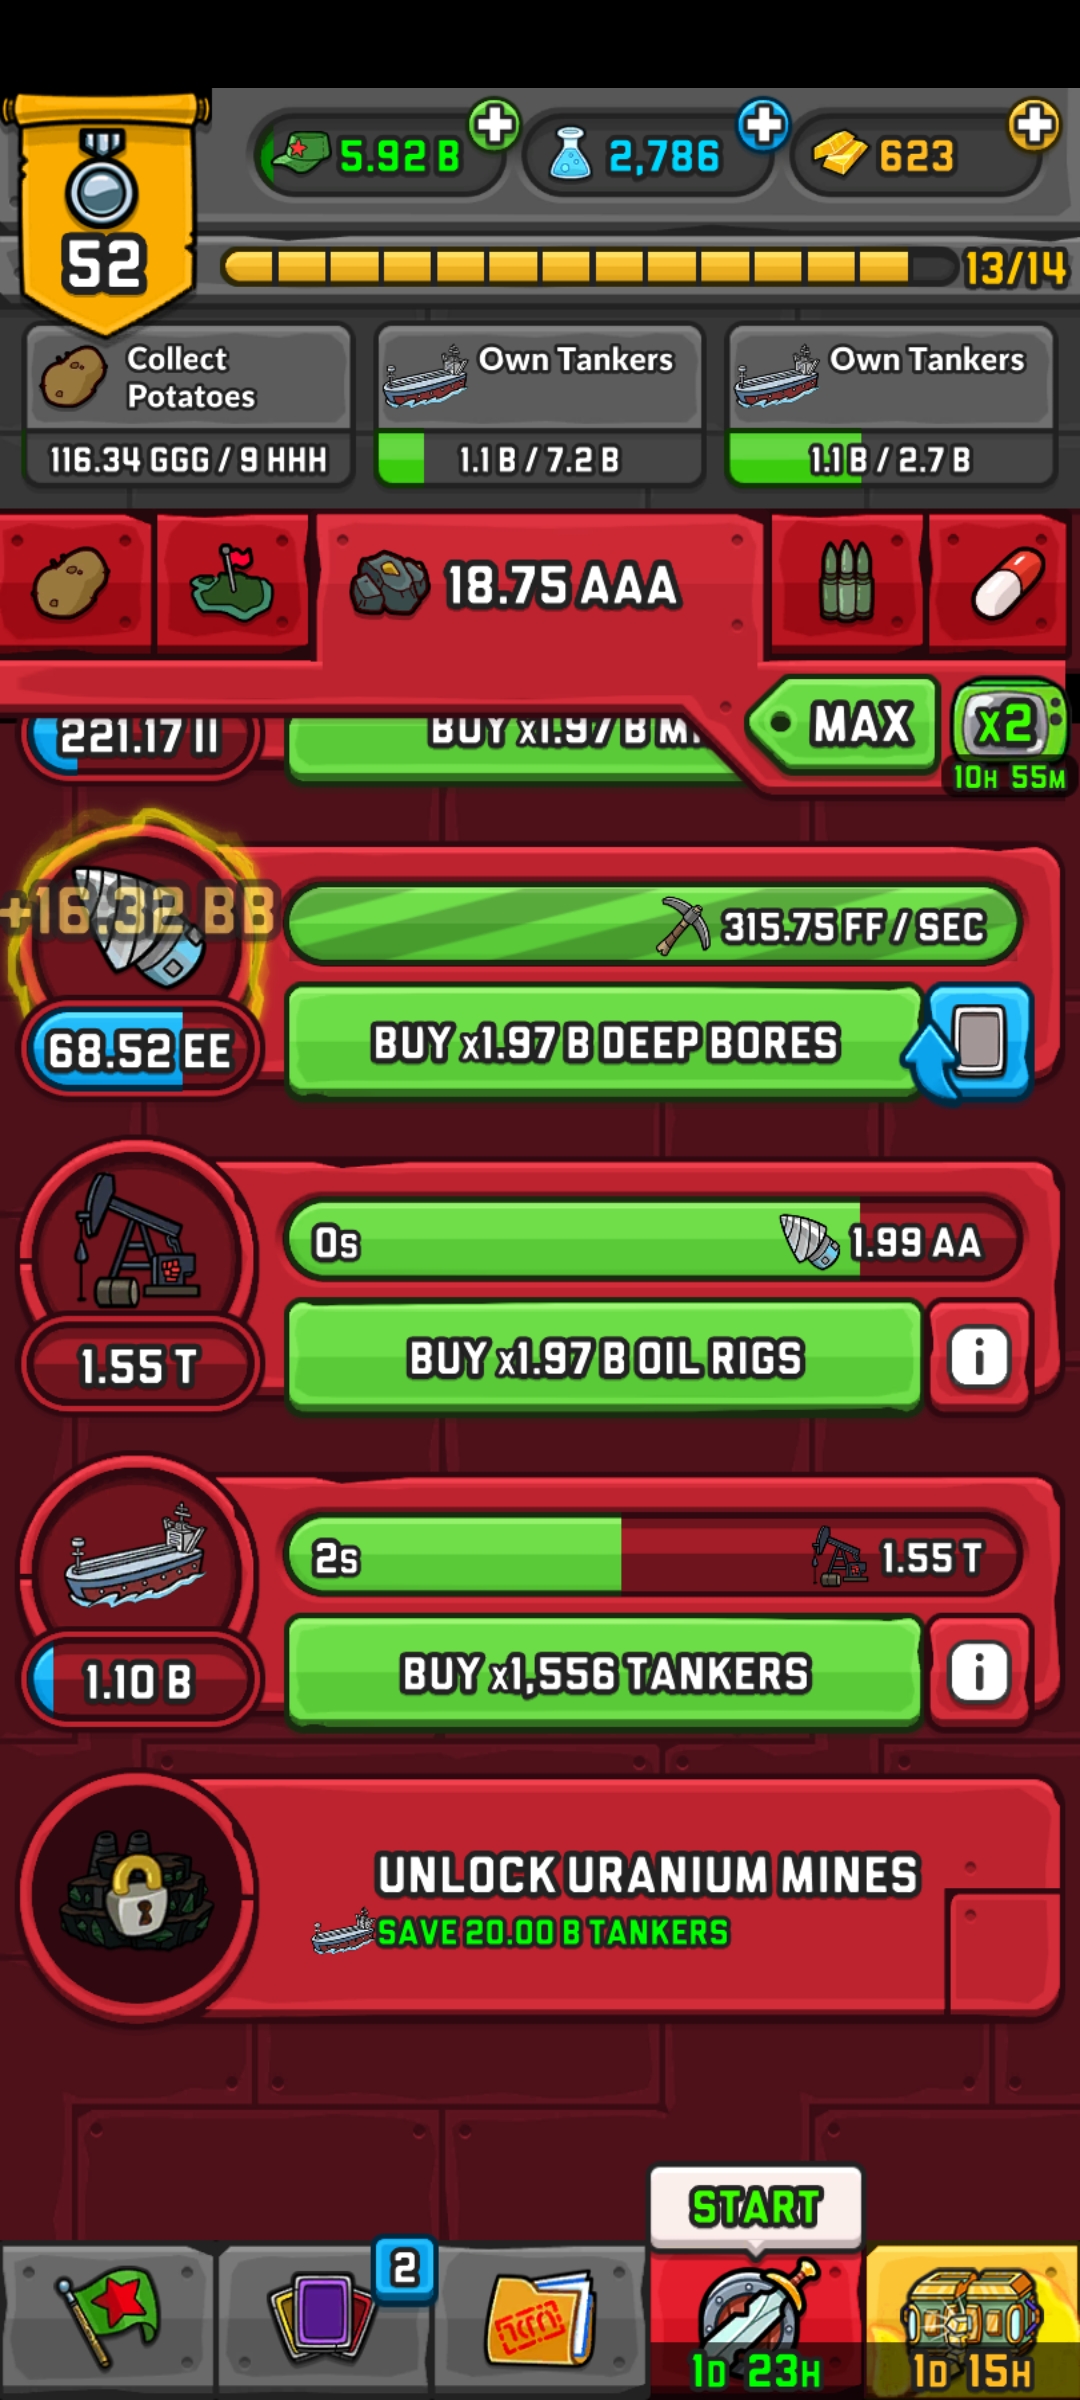 5.92 B
2,786
623
52
13/14
Collect
Potatoes
Own Tankers
Own Tankers
116.34 GGG / 9 HHH
1.1 B / 7.2 B
1.1 B / 2.7 B
18.75 AAA
MAX
x2
10H 55M
221.17 II
BUY x1.97 B
+16.32 BB
315.75 FF / SEC
68.52 EE
BUY x1.97 B DEEP BORES
0s
1.99 AA
1.55 T
BUY x1.97 B OIL RIGS
i
2s
1.55 T
1.10 B
BUY x1,556 TANKERS
i
UNLOCK URANIUM MINES
SAVE 20.00 B TANKERS
START
2
1D 23H
1D 15H